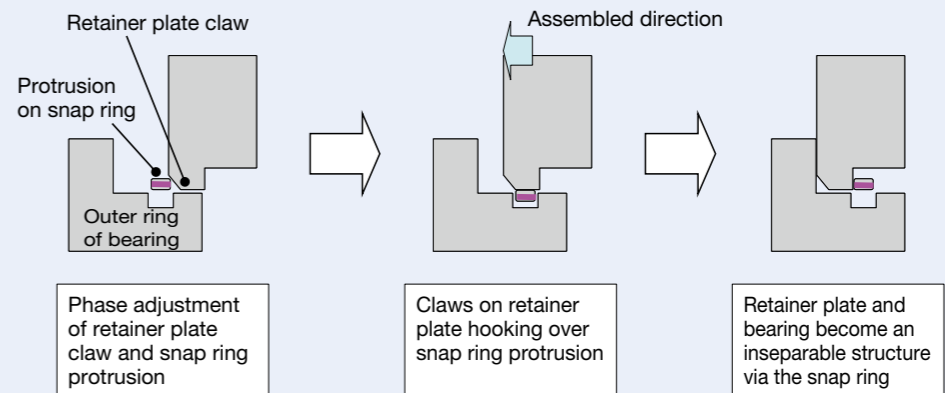 Retainer plate claw
Assembled direction
Protrusion
on snap ring
Outer ring
of bearing
Phase adjustment
of retainer plate
claw and snap ring
protrusion
Claws on retainer
plate hooking over
snap ring protrusion
Retainer plate and
bearing become an
inseparable structure
via the snap ring